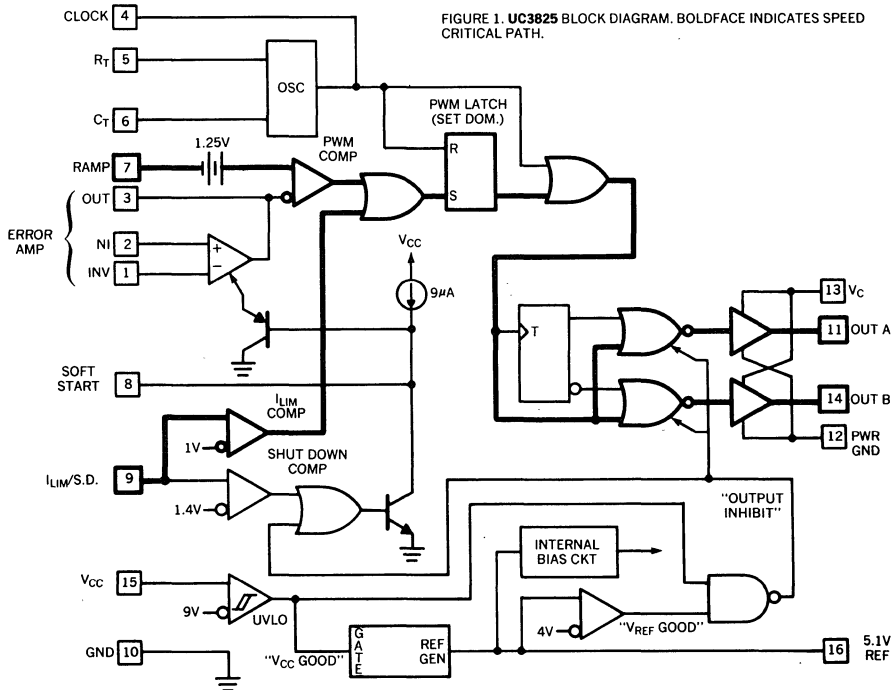 FIGURE 1. UC3825 BLOCK DIAGRAM. BOLDFACE INDICATES SPEED
CRITICAL PATH.
CLOCK 4
RT 5
OSC
CT 6
PWM LATCH
(SET DOM.)
R
S
1.25V
PWM
COMP
RAMP 7
OUT 3
ERROR
AMP
NI 2
INV 1
+
−
VCC
9µA
T
13 VC
11 OUT A
14 OUT B
12 PWR
GND
SOFT
START 8
ILIM
COMP
1V
SHUT DOWN
COMP
ILIM/S.D. 9
1.4V
"OUTPUT
INHIBIT"
INTERNAL
BIAS CKT
VCC 15
9V
UVLO
4V
"VREF GOOD"
GND 10
"VCC GOOD"
GATE
REF
GEN
16 5.1V
REF